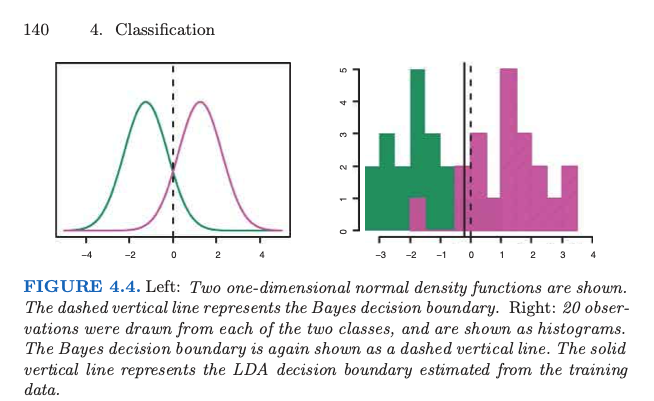 140 4. Classification
−4 −2 0 2 4
0 1 2 3 4 5
−3 −2 −1 0 1 2 3 4
FIGURE 4.4. Left: Two one-dimensional normal density functions are shown.
The dashed vertical line represents the Bayes decision boundary. Right: 20 obser-
vations were drawn from each of the two classes, and are shown as histograms.
The Bayes decision boundary is again shown as a dashed vertical line. The solid
vertical line represents the LDA decision boundary estimated from the training
data.